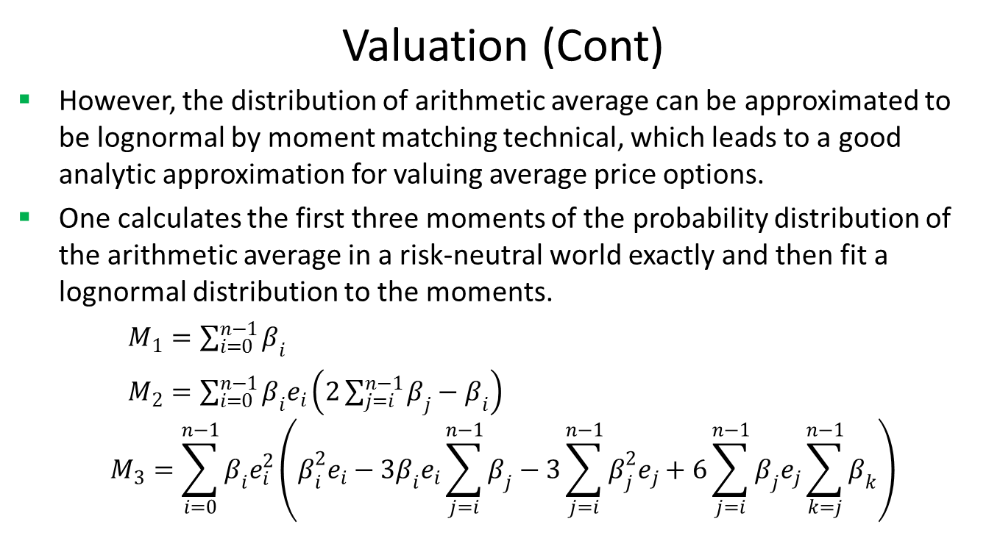 Valuation (Cont)
▪ However, the distribution of arithmetic average can be approximated to
be lognormal by moment matching technical, which leads to a good
analytic approximation for valuing average price options.
▪ One calculates the first three moments of the probability distribution of
the arithmetic average in a risk-neutral world exactly and then fit a
lognormal distribution to the moments.
$M_1 = \sum_{i=0}^{n-1} \beta_i$
$M_2 = \sum_{i=0}^{n-1} \beta_i e_i \left( 2 \sum_{j=i}^{n-1} \beta_j - \beta_i \right)$
$M_3 = \sum_{i=0}^{n-1} \beta_i e_i^2 \left( \beta_i^2 e_i - 3 \beta_i e_i \sum_{j=i}^{n-1} \beta_j - 3 \sum_{j=i}^{n-1} \beta_j^2 e_j + 6 \sum_{j=i}^{n-1} \beta_j e_j \sum_{k=j}^{n-1} \beta_k \right)$